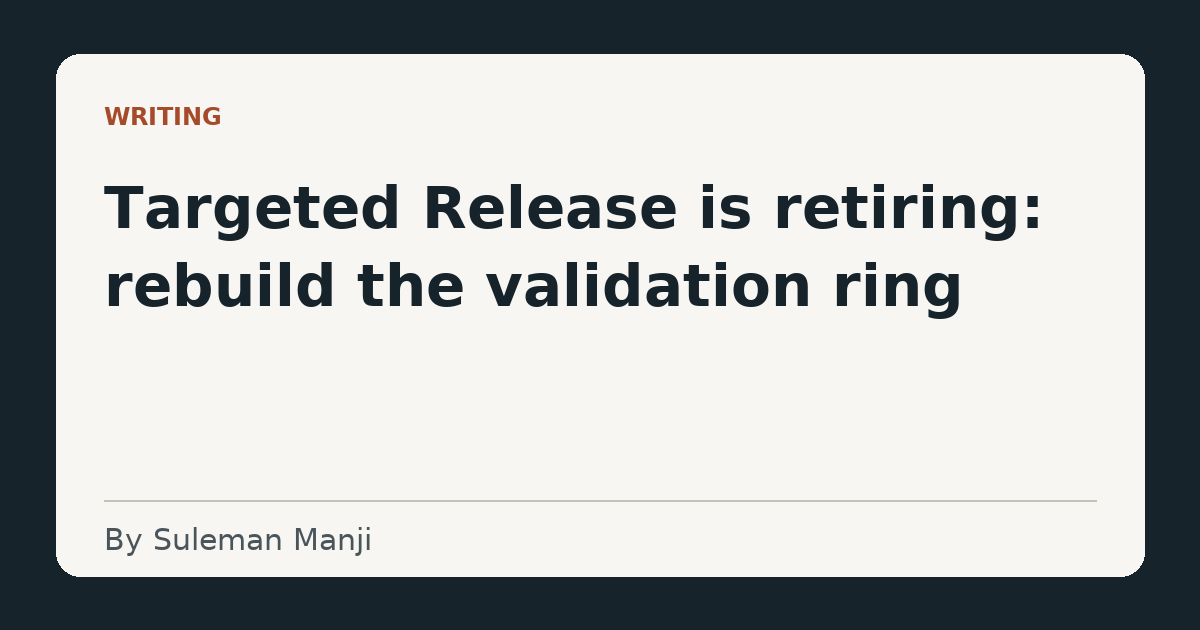 WRITING
Targeted Release is retiring:
rebuild the validation ring
By Suleman Manji